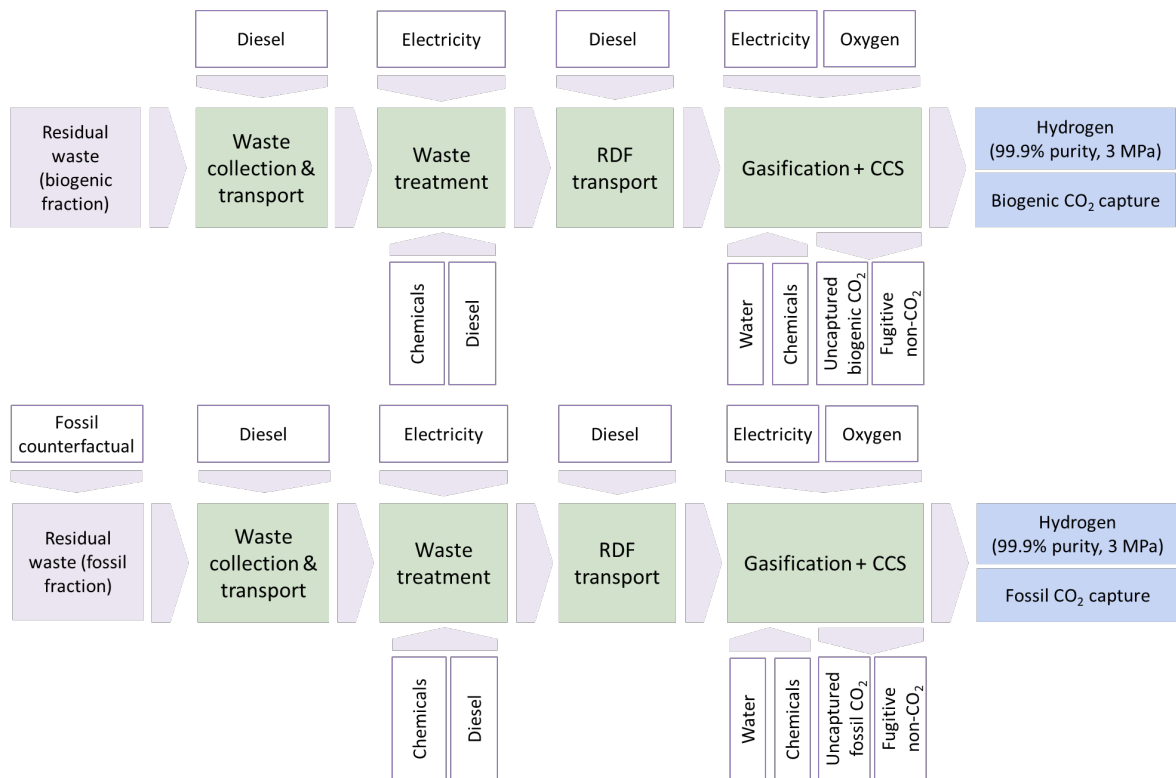 Diesel
Electricity
Diesel
Electricity
Oxygen
Residual
waste
(biogenic
fraction)
Waste
collection &
transport
Waste
treatment
RDF
transport
Gasification + CCS
Hydrogen
(99.9% purity, 3 MPa)
Biogenic CO₂ capture
Chemicals
Diesel
Water
Chemicals
Uncaptured
biogenic CO₂
Fugitive
non-CO₂
Fossil
counterfactual
Diesel
Electricity
Diesel
Electricity
Oxygen
Residual
waste (fossil
fraction)
Waste
collection &
transport
Waste
treatment
RDF
transport
Gasification + CCS
Hydrogen
(99.9% purity, 3 MPa)
Fossil CO₂ capture
Chemicals
Diesel
Water
Chemicals
Uncaptured
fossil CO₂
Fugitive
non-CO₂